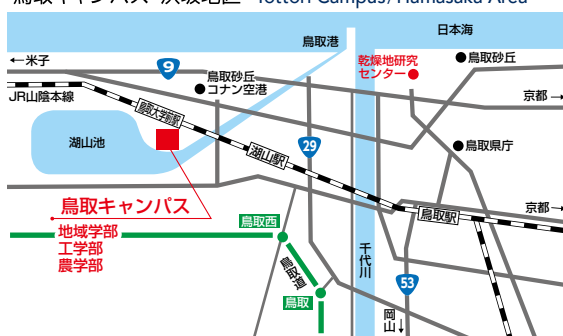 鳥取キャンパス・浜坂地区 Tottori Campus/Hamasaka Area
日本海
鳥取港
←米子
9
乾燥地研究
センター
鳥取砂丘
鳥取砂丘
コナン空港
JR山陰本線
京都→
鳥取大学前駅
湖山池
湖山駅
29
鳥取県庁
鳥取キャンパス
京都→
鳥取駅
地域学部
工学部
農学部
鳥取西
鳥取道
千代川
53
鳥取
岡山↓